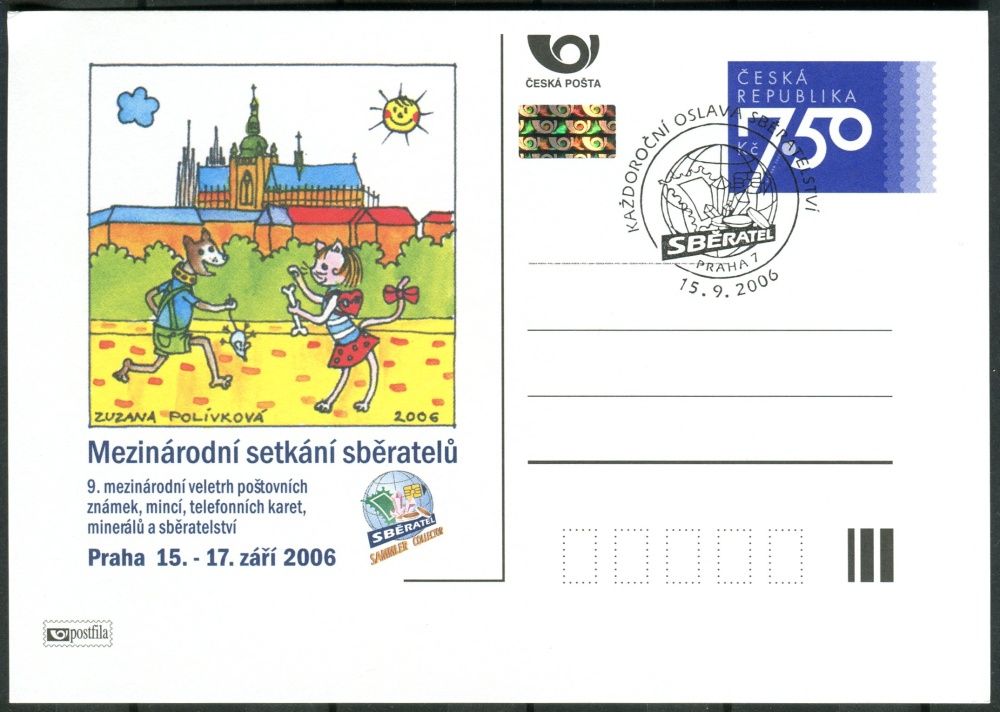 ZUZANA POLÍVKOVÁ 2006
Mezinárodní setkání sběratelů
9. mezinárodní veletrh poštovních
známek, mincí, telefonních karet,
minerálů a sběratelství
Praha 15. - 17. září 2006
SBĚRATEL
SAMMLER COLLECTOR
postfila
ČESKÁ POŠTA
ČESKÁ
REPUBLIKA
Kč 7,50
KAŽDOROČNÍ OSLAVA SBĚRATELSTVÍ
SBĚRATEL
PRAHA 7
15. 9. 2006